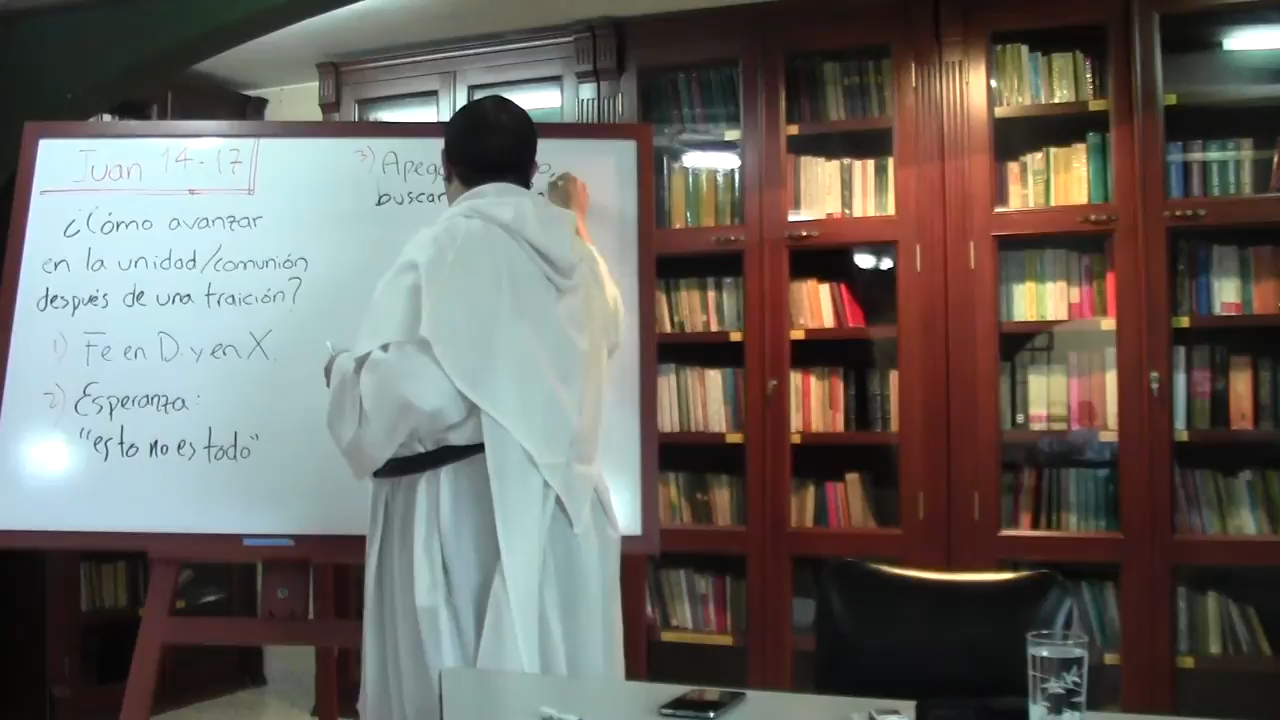 Juan 14-17
¿Cómo avanzar
en la unidad/comunión
después de una traición?
1) Fe en D. y en X.
2) Esperanza:
"esto no es todo"
3)
buscar